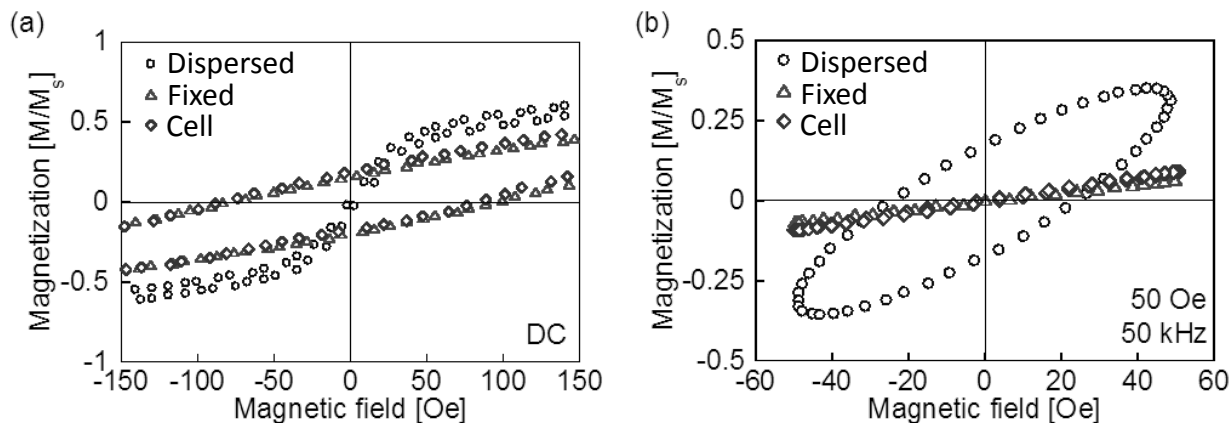 (a)
1
0.5
0
-0.5
-1
Magnetization [M/Mₛ]
Dispersed
Fixed
Cell
DC
-150 -100 -50 0 50 100 150
Magnetic field [Oe]
(b)
0.5
0.25
0
-0.25
-0.5
Magnetization [M/Mₛ]
Dispersed
Fixed
Cell
50 Oe
50 kHz
-60 -40 -20 0 20 40 60
Magnetic field [Oe]